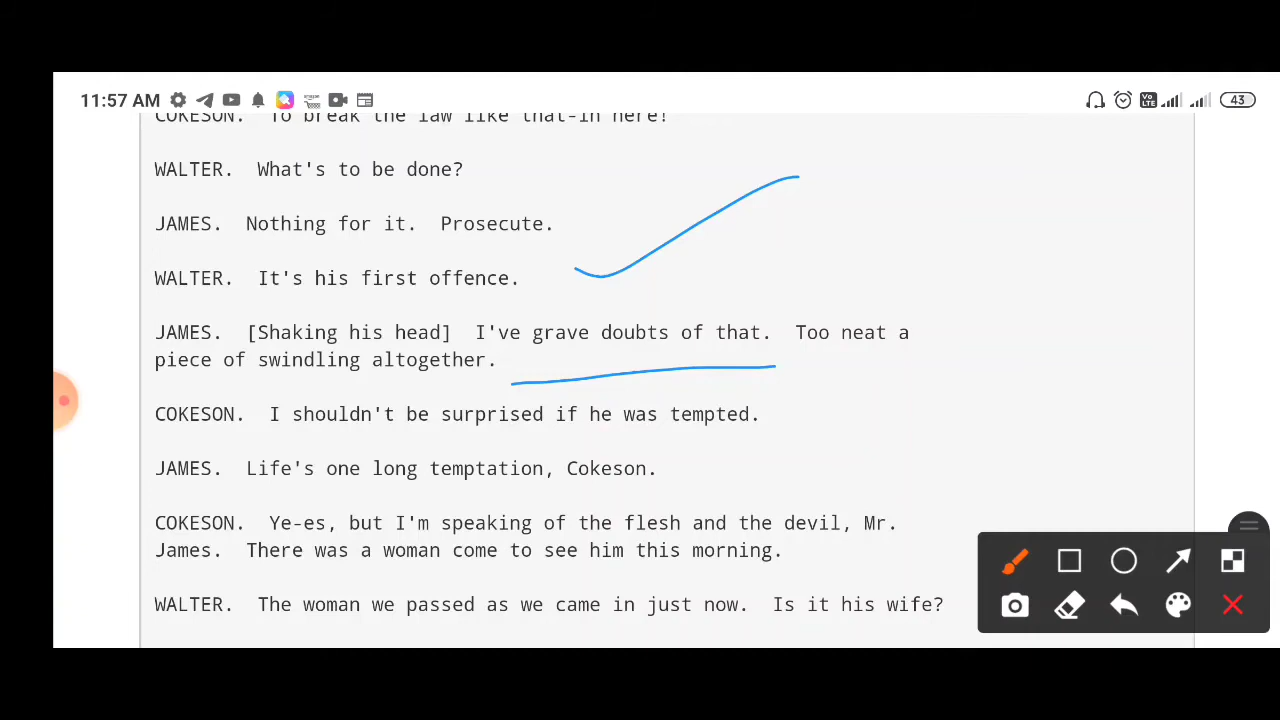 11:57 AM
Vo LTE
43
COKESON. To break the law like that-in here!
WALTER. What's to be done?
JAMES. Nothing for it. Prosecute.
WALTER. It's his first offence.
JAMES. [Shaking his head] I've grave doubts of that. Too neat a
piece of swindling altogether.
COKESON. I shouldn't be surprised if he was tempted.
JAMES. Life's one long temptation, Cokeson.
COKESON. Ye-es, but I'm speaking of the flesh and the devil, Mr.
James. There was a woman come to see him this morning.
WALTER. The woman we passed as we came in just now. Is it his wife?